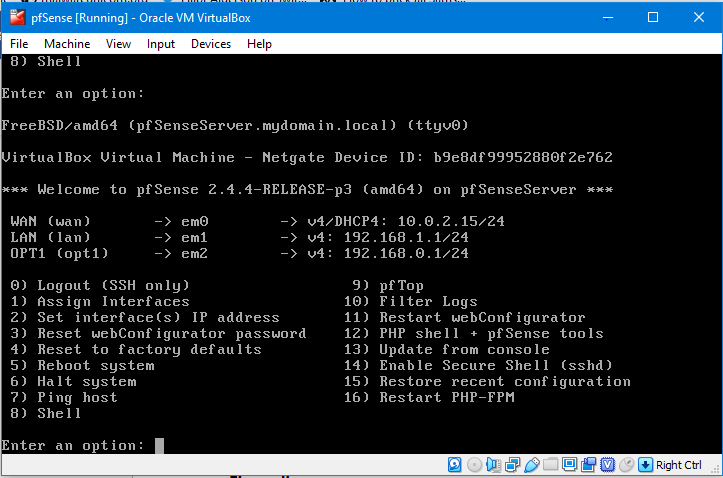 pfSense [Running] - Oracle VM VirtualBox
File Machine View Input Devices Help
8) Shell
Enter an option:
FreeBSD/amd64 (pfSenseServer.mydomain.local) (ttyv0)
VirtualBox Virtual Machine - Netgate Device ID: b9e8df99952880f2e762
*** Welcome to pfSense 2.4.4-RELEASE-p3 (amd64) on pfSenseServer ***
WAN (wan) -> em0 -> v4/DHCP4: 10.0.2.15/24
LAN (lan) -> em1 -> v4: 192.168.1.1/24
OPT1 (opt1) -> em2 -> v4: 192.168.0.1/24
0) Logout (SSH only) 9) pfTop
1) Assign Interfaces 10) Filter Logs
2) Set interface(s) IP address 11) Restart webConfigurator
3) Reset webConfigurator password 12) PHP shell + pfSense tools
4) Reset to factory defaults 13) Update from console
5) Reboot system 14) Enable Secure Shell (sshd)
6) Halt system 15) Restore recent configuration
7) Ping host 16) Restart PHP-FPM
8) Shell
Enter an option:
Right Ctrl